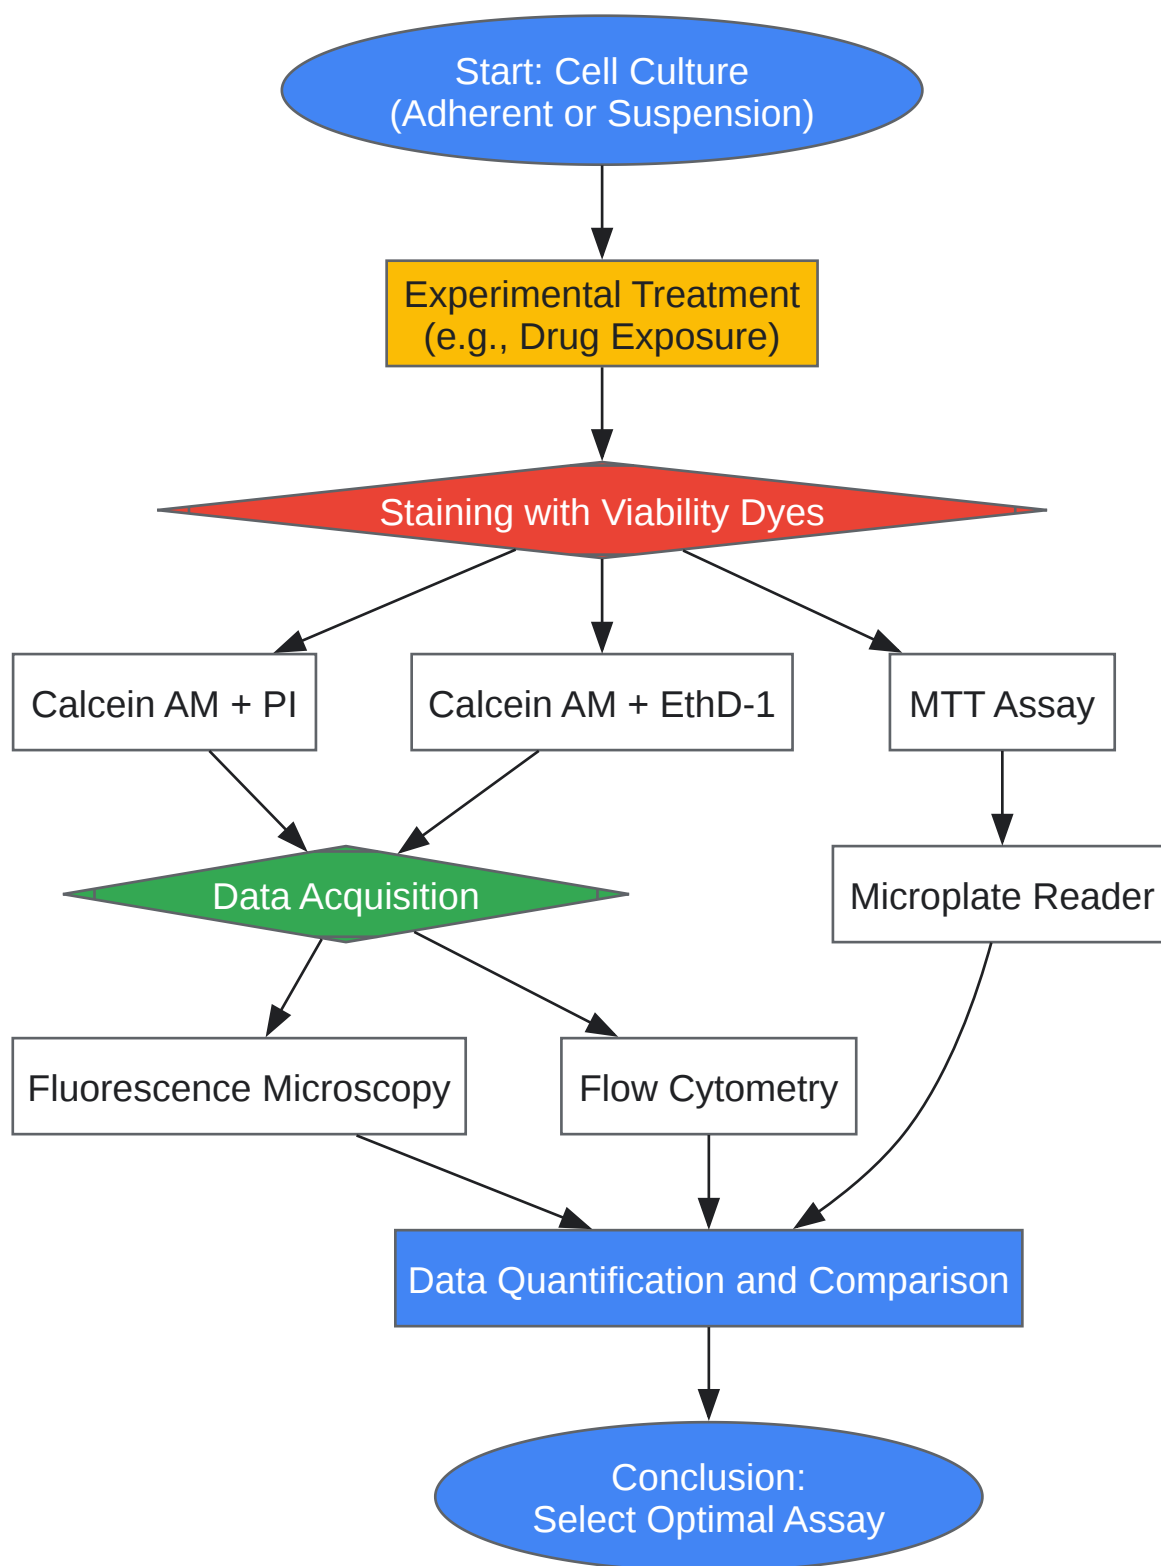 Start: Cell Culture
(Adherent or Suspension)
Experimental Treatment
(e.g., Drug Exposure)
Staining with Viability Dyes
Calcein AM + PI
Calcein AM + EthD-1
MTT Assay
Data Acquisition
Microplate Reader
Fluorescence Microscopy
Flow Cytometry
Data Quantification and Comparison
Conclusion:
Select Optimal Assay